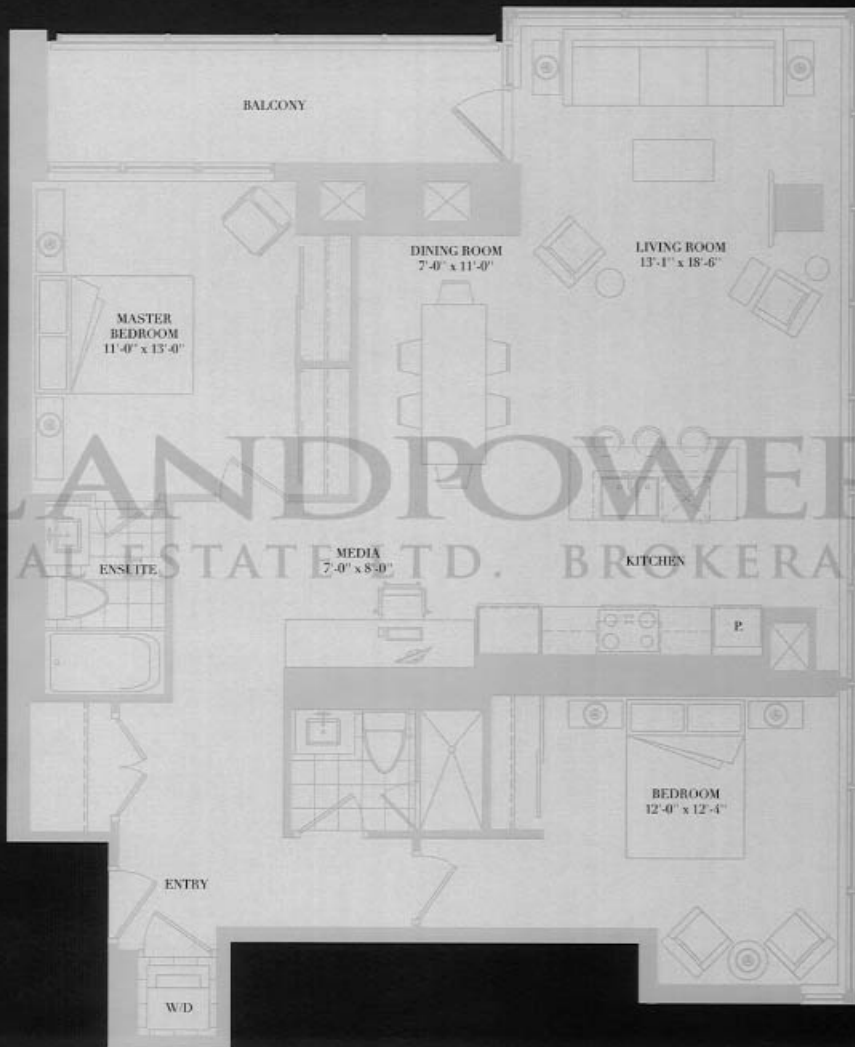 BALCONY
DINING ROOM
7'-0" x 11'-0"
LIVING ROOM
13'-1" x 18'-6"
MASTER
BEDROOM
11'-0" x 13'-0"
LANDPOWER
AL ESTATE LTD. BROKERA
ENSUITE
MEDIA
7'-0" x 8'-0"
KITCHEN
P.
BEDROOM
12'-0" x 12'-4"
ENTRY
W/D